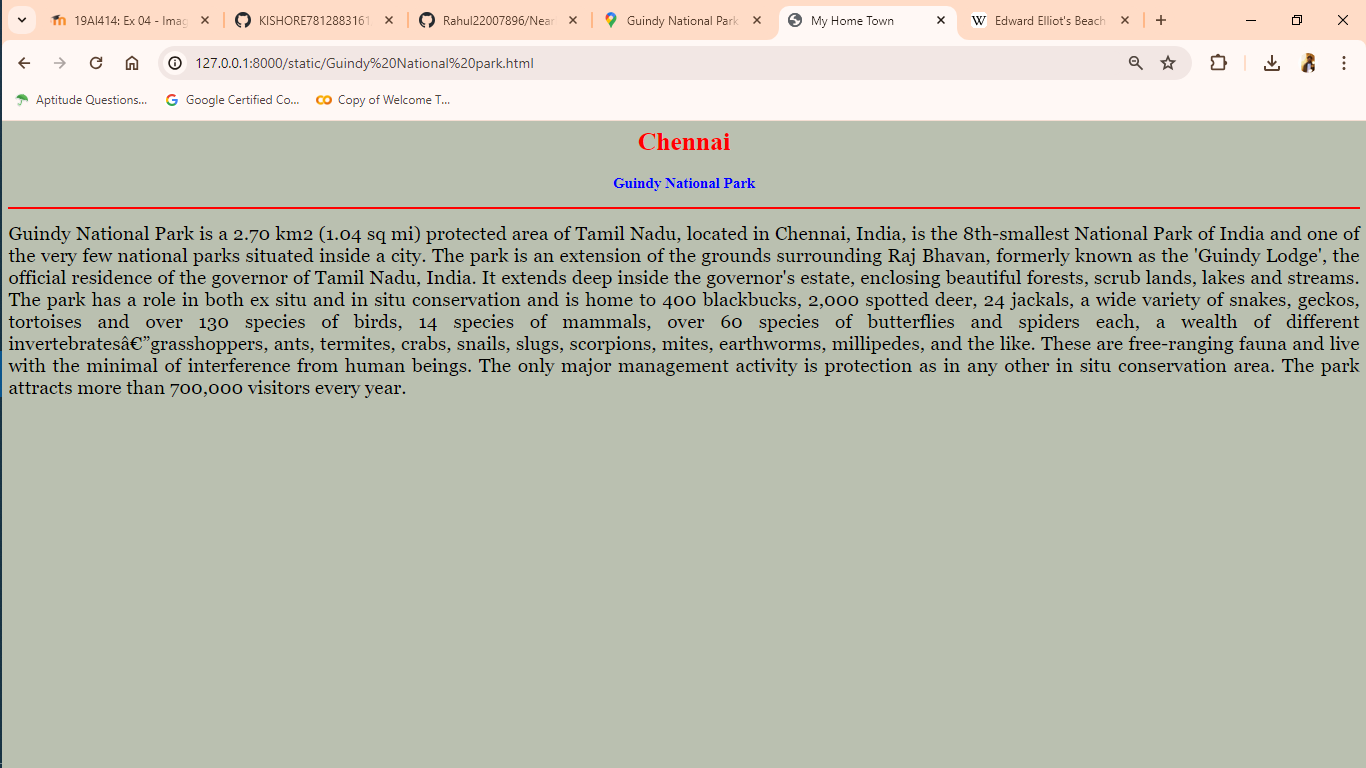 19AI414: Ex 04 - Imag
KISHORE7812883161
Rahul22007896/Near
Guindy National Park
My Home Town
Edward Elliot's Beach
127.0.0.1:8000/static/Guindy%20National%20park.html
Aptitude Questions...
Google Certified Co...
Copy of Welcome T...
Chennai
Guindy National Park
Guindy National Park is a 2.70 km2 (1.04 sq mi) protected area of Tamil Nadu, located in Chennai, India, is the 8th-smallest National Park of India and one of
the very few national parks situated inside a city. The park is an extension of the grounds surrounding Raj Bhavan, formerly known as the 'Guindy Lodge', the
official residence of the governor of Tamil Nadu, India. It extends deep inside the governor's estate, enclosing beautiful forests, scrub lands, lakes and streams.
The park has a role in both ex situ and in situ conservation and is home to 400 blackbucks, 2,000 spotted deer, 24 jackals, a wide variety of snakes, geckos,
tortoises and over 130 species of birds, 14 species of mammals, over 60 species of butterflies and spiders each, a wealth of different
invertebratesâ€”grasshoppers, ants, termites, crabs, snails, slugs, scorpions, mites, earthworms, millipedes, and the like. These are free-ranging fauna and live
with the minimal of interference from human beings. The only major management activity is protection as in any other in situ conservation area. The park
attracts more than 700,000 visitors every year.